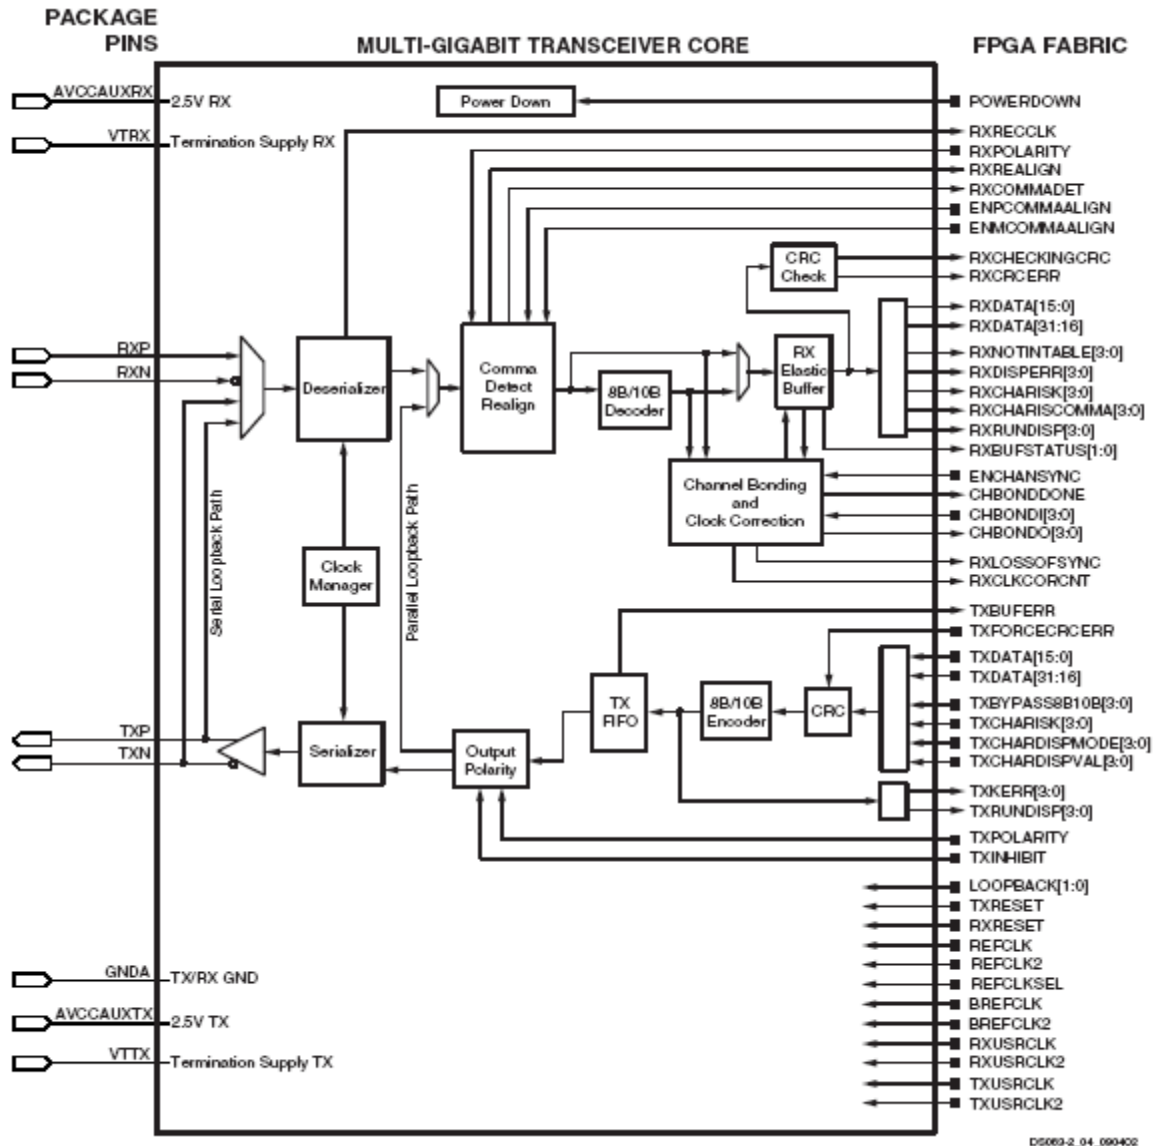 PACKAGE
PINS
MULTI-GIGABIT TRANSCEIVER CORE
FPGA FABRIC
AVCCAUXRX
2.5V RX
Power Down
POWERDOWN
VTRX
Termination Supply RX
RXRECCLK
RXPOLARITY
RXREALIGN
RXCOMMADET
ENPCOMMAALIGN
ENMCOMMAALIGN
CRC
Check
RXCHECKINGCRC
RXCRCERR
RXDATA[15:0]
RXDATA[31:16]
RXP
RXN
Deserializer
Comma
Detect
Realign
8B/10B
Decoder
RX
Elastic
Buffer
RXNOTINTABLE[3:0]
RXDISPERR[3:0]
RXCHARISK[3:0]
RXCHARISCOMMA[3:0]
RXRUNDISP[3:0]
RXBUFSTATUS[1:0]
Channel Bonding
and
Clock Correction
ENCHANSYNC
CHBONDDONE
CHBONDI[3:0]
CHBONDO[3:0]
RXLOSSOFSYNC
RXCLKCORCNT
Serial Loopback Path
Clock
Manager
Parallel Loopback Path
TXBUFERR
TXFORCECRCERR
TXDATA[15:0]
TXDATA[31:16]
TX
FIFO
8B/10B
Encoder
CRC
TXBYPASS8B10B[3:0]
TXCHARISK[3:0]
TXCHARDISPMODE[3:0]
TXCHARDISPVAL[3:0]
TXP
TXN
Serializer
Output
Polarity
TXKERR[3:0]
TXRUNDISP[3:0]
TXPOLARITY
TXINHIBIT
LOOPBACK[1:0]
TXRESET
RXRESET
REFCLK
REFCLK2
REFCLKSEL
BREFCLK
BREFCLK2
RXUSRCLK
RXUSRCLK2
TXUSRCLK
TXUSRCLK2
GNDA
TX/RX GND
AVCCAUXTX
2.5V TX
VTTX
Termination Supply TX
DS083-2_04_090402